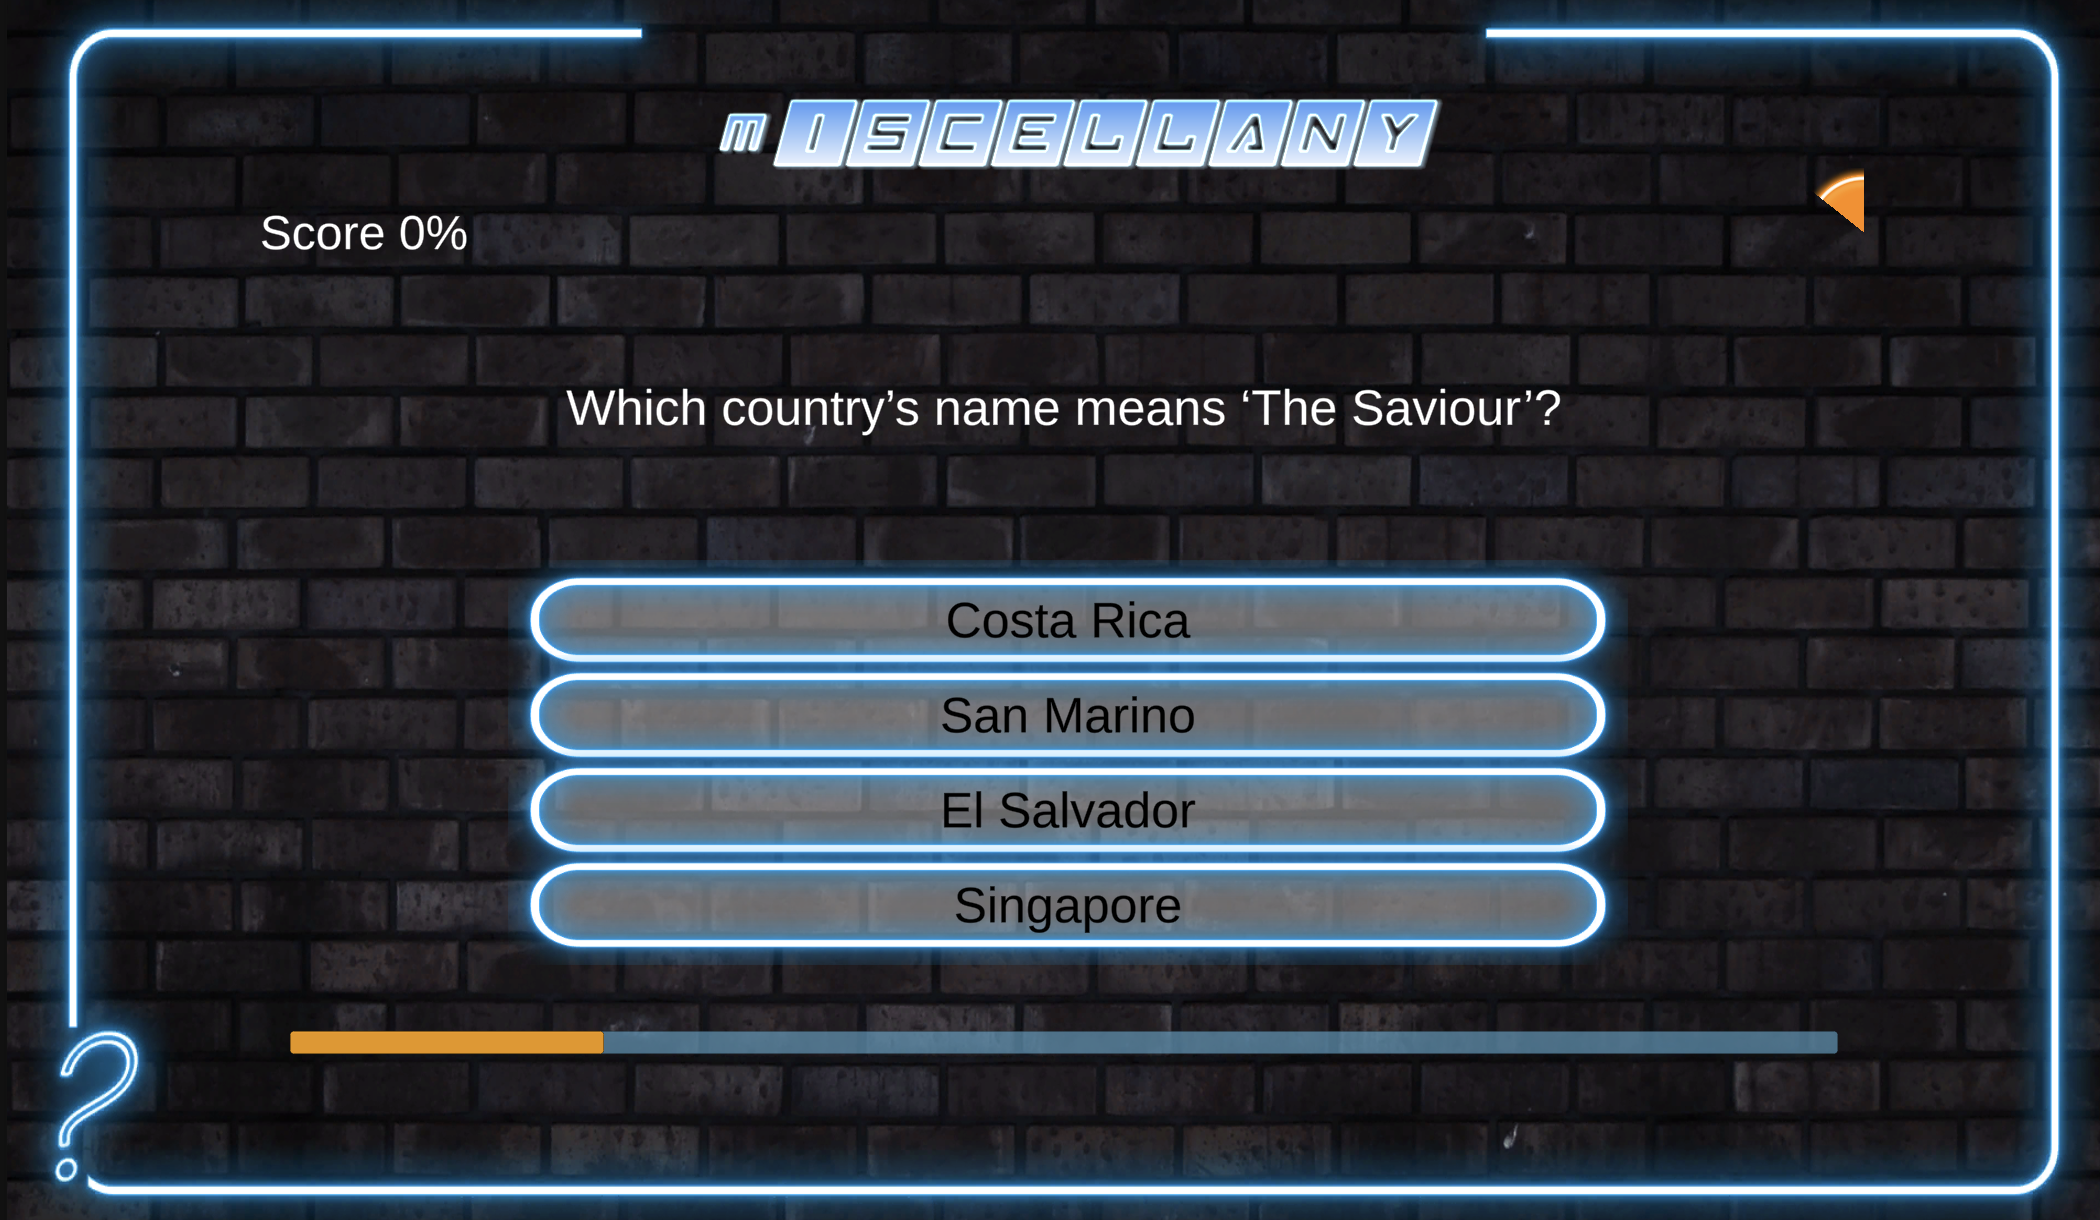 mISCELLANY
Score 0%
Which country’s name means ‘The Saviour’?
Costa Rica
San Marino
El Salvador
Singapore
?